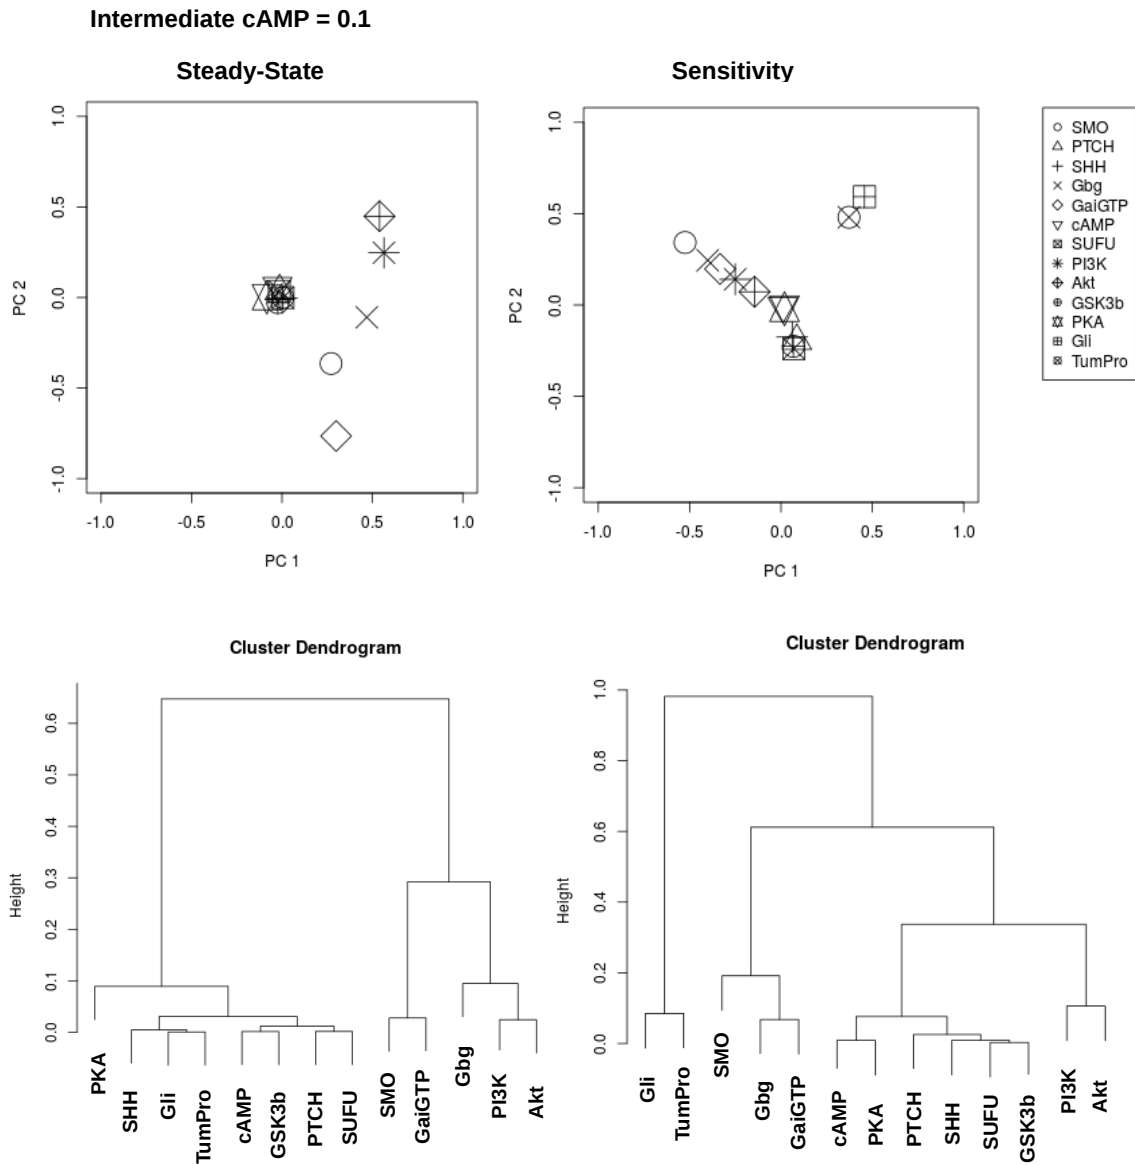 Intermediate cAMP = 0.1
Steady-State
Sensitivity
1.0
0.5
0.0
-0.5
-1.0
PC 2
-1.0 -0.5 0.0 0.5 1.0
PC 1
1.0
0.5
0.0
-0.5
-1.0
PC 2
-1.0 -0.5 0.0 0.5 1.0
PC 1
SMO
PTCH
SHH
Gbg
GaiGTP
cAMP
SUFU
PI3K
Akt
GSK3b
PKA
Gli
TumPro
Cluster Dendrogram
Height
0.6
0.5
0.4
0.3
0.2
0.1
0.0
PKA
SHH
Gli
TumPro
cAMP
GSK3b
PTCH
SUFU
SMO
GaiGTP
Gbg
PI3K
Akt
Cluster Dendrogram
Height
1.0
0.8
0.6
0.4
0.2
0.0
Gli
TumPro
SMO
Gbg
GaiGTP
cAMP
PKA
PTCH
SHH
SUFU
GSK3b
PI3K
Akt